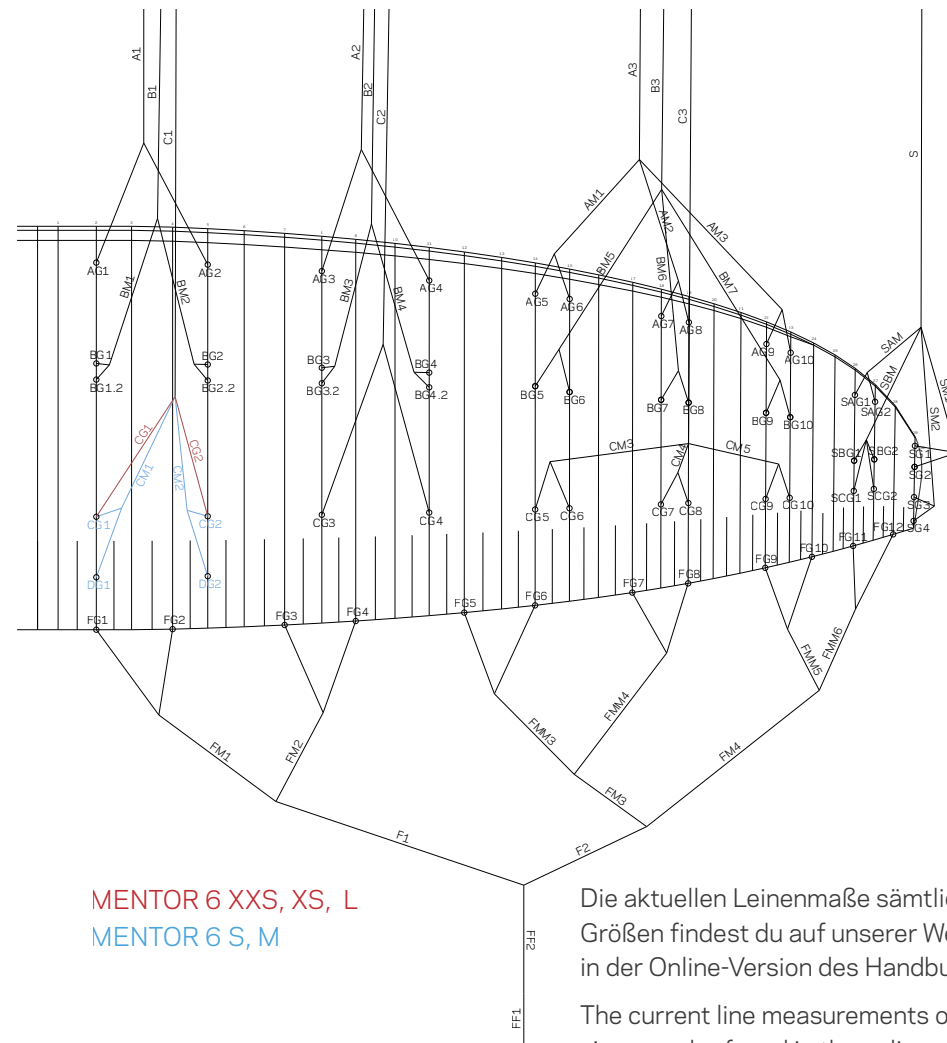 A1
B1
C1
A2
B2
C2
A3
B3
C3
S
AM1
AM2
AM3
BM5
BM6
BM7
AG1
AG2
AG3
AG4
AG5
AG6
AG7
AG8
AG9
AG10
BM1
BM2
BM3
BM4
BG1
BG1.2
BG2
BG2.2
BG3
BG3.2
BG4
BG4.2
BG5
BG6
BG7
BG8
BG9
BG10
SAM
SBM
SM2
SAG1
SAG2
SBG1
SBG2
SCG1
SCG2
SG1
SG2
SG3
SG4
CG1
CG2
CM1
CM2
CM3
CM4
CM5
CG1
CG2
CG3
CG4
CG5
CG6
CG7
CG8
CG9
CG10
DG1
DG2
FG1
FG2
FG3
FG4
FG5
FG6
FG7
FG8
FG9
FG10
FG11
FG12
FM1
FM2
FMM3
FMM4
FMM5
FMM6
FM3
FM4
F1
F2
FF2
FF1
MENTOR 6 XXS, XS, L
MENTOR 6 S, M
Die aktuellen Leinenmaße sämtlic
Größen findest du auf unserer We
in der Online-Version des Handbu
The current line measurements o